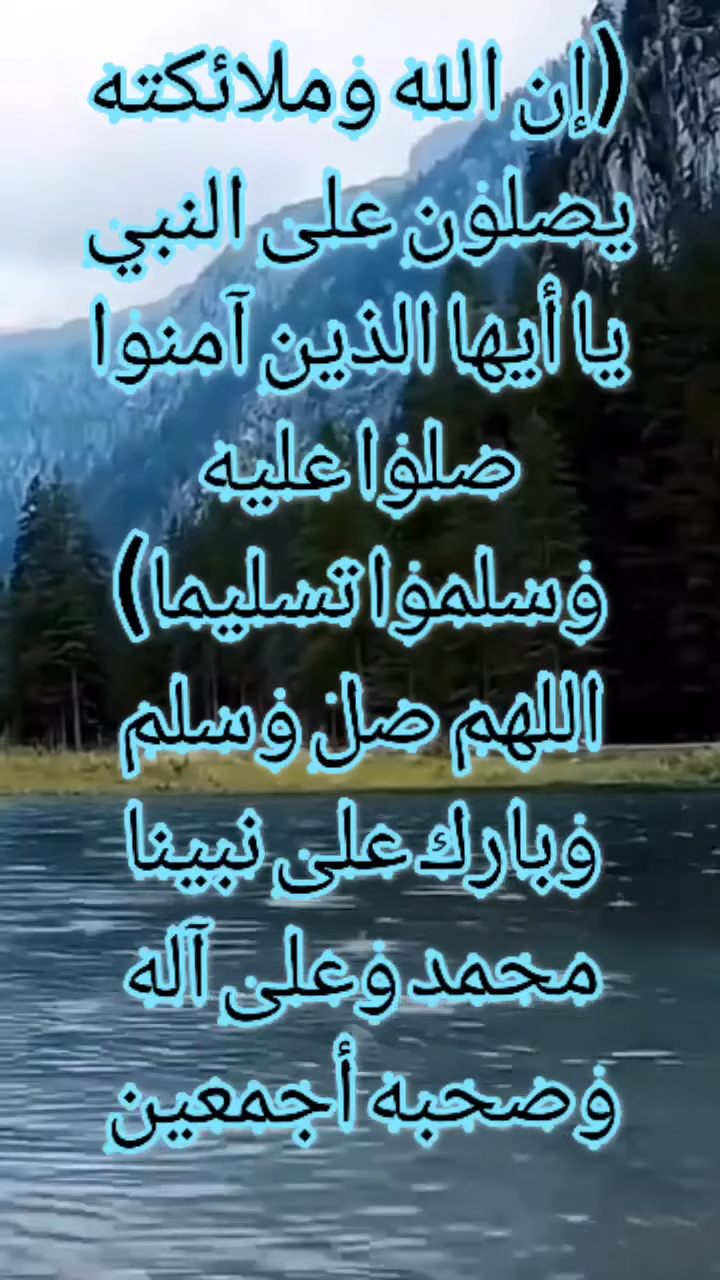 (إن الله وملائكته
يصلون على النبي
يا أيها الذين آمنوا
صلوا عليه
وسلموا تسليما)
اللهم صل وسلم
وبارك على نبينا
محمد وعلى آله
وصحبه أجمعين